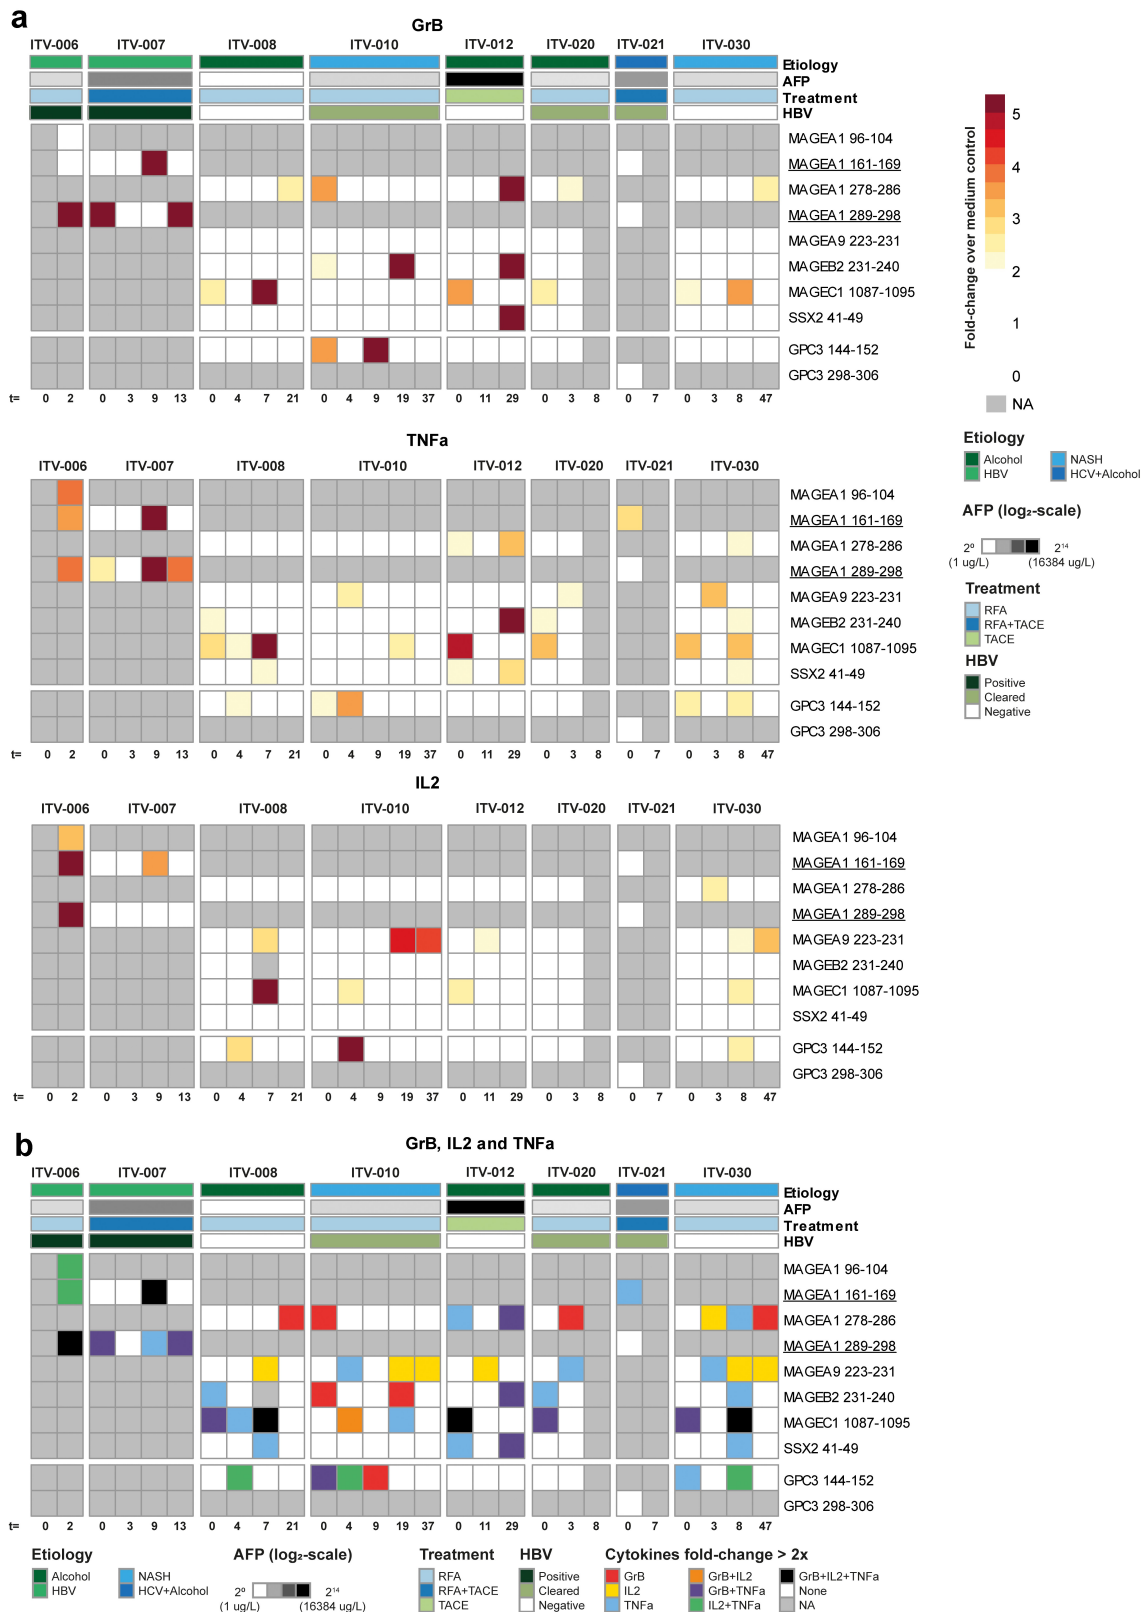 a
GrB
ITV-006 ITV-007 ITV-008 ITV-010 ITV-012 ITV-020 ITV-021 ITV-030
Etiology
AFP
Treatment
HBV
MAGEA1 96-104
MAGEA1 161-169
MAGEA1 278-286
MAGEA1 289-298
MAGEA9 223-231
MAGEB2 231-240
MAGEC1 1087-1095
SSX2 41-49
GPC3 144-152
GPC3 298-306
t= 0 2 0 3 9 13 0 4 7 21 0 4 9 19 37 0 11 29 0 3 8 0 7 0 3 8 47
Fold-change over medium control
5
4
3
2
1
0
NA
Etiology
Alcohol NASH
HBV HCV+Alcohol
AFP (log₂-scale)
2⁰ 2¹⁴
(1 ug/L) (16384 ug/L)
Treatment
RFA
RFA+TACE
TACE
HBV
Positive
Cleared
Negative
TNFa
ITV-006 ITV-007 ITV-008 ITV-010 ITV-012 ITV-020 ITV-021 ITV-030
MAGEA1 96-104
MAGEA1 161-169
MAGEA1 278-286
MAGEA1 289-298
MAGEA9 223-231
MAGEB2 231-240
MAGEC1 1087-1095
SSX2 41-49
GPC3 144-152
GPC3 298-306
t= 0 2 0 3 9 13 0 4 7 21 0 4 9 19 37 0 11 29 0 3 8 0 7 0 3 8 47
IL2
ITV-006 ITV-007 ITV-008 ITV-010 ITV-012 ITV-020 ITV-021 ITV-030
MAGEA1 96-104
MAGEA1 161-169
MAGEA1 278-286
MAGEA1 289-298
MAGEA9 223-231
MAGEB2 231-240
MAGEC1 1087-1095
SSX2 41-49
GPC3 144-152
GPC3 298-306
t= 0 2 0 3 9 13 0 4 7 21 0 4 9 19 37 0 11 29 0 3 8 0 7 0 3 8 47
b
GrB, IL2 and TNFa
ITV-006 ITV-007 ITV-008 ITV-010 ITV-012 ITV-020 ITV-021 ITV-030
Etiology
AFP
Treatment
HBV
MAGEA1 96-104
MAGEA1 161-169
MAGEA1 278-286
MAGEA1 289-298
MAGEA9 223-231
MAGEB2 231-240
MAGEC1 1087-1095
SSX2 41-49
GPC3 144-152
GPC3 298-306
t= 0 2 0 3 9 13 0 4 7 21 0 4 9 19 37 0 11 29 0 3 8 0 7 0 3 8 47
Etiology AFP (log₂-scale) Treatment HBV Cytokines fold-change > 2x
Alcohol NASH RFA Positive GrB GrB+IL2 GrB+IL2+TNFa
HBV HCV+Alcohol 2⁰ 2¹⁴ RFA+TACE Cleared IL2 GrB+TNFa None
(1 ug/L) (16384 ug/L) TACE Negative TNFa IL2+TNFa NA